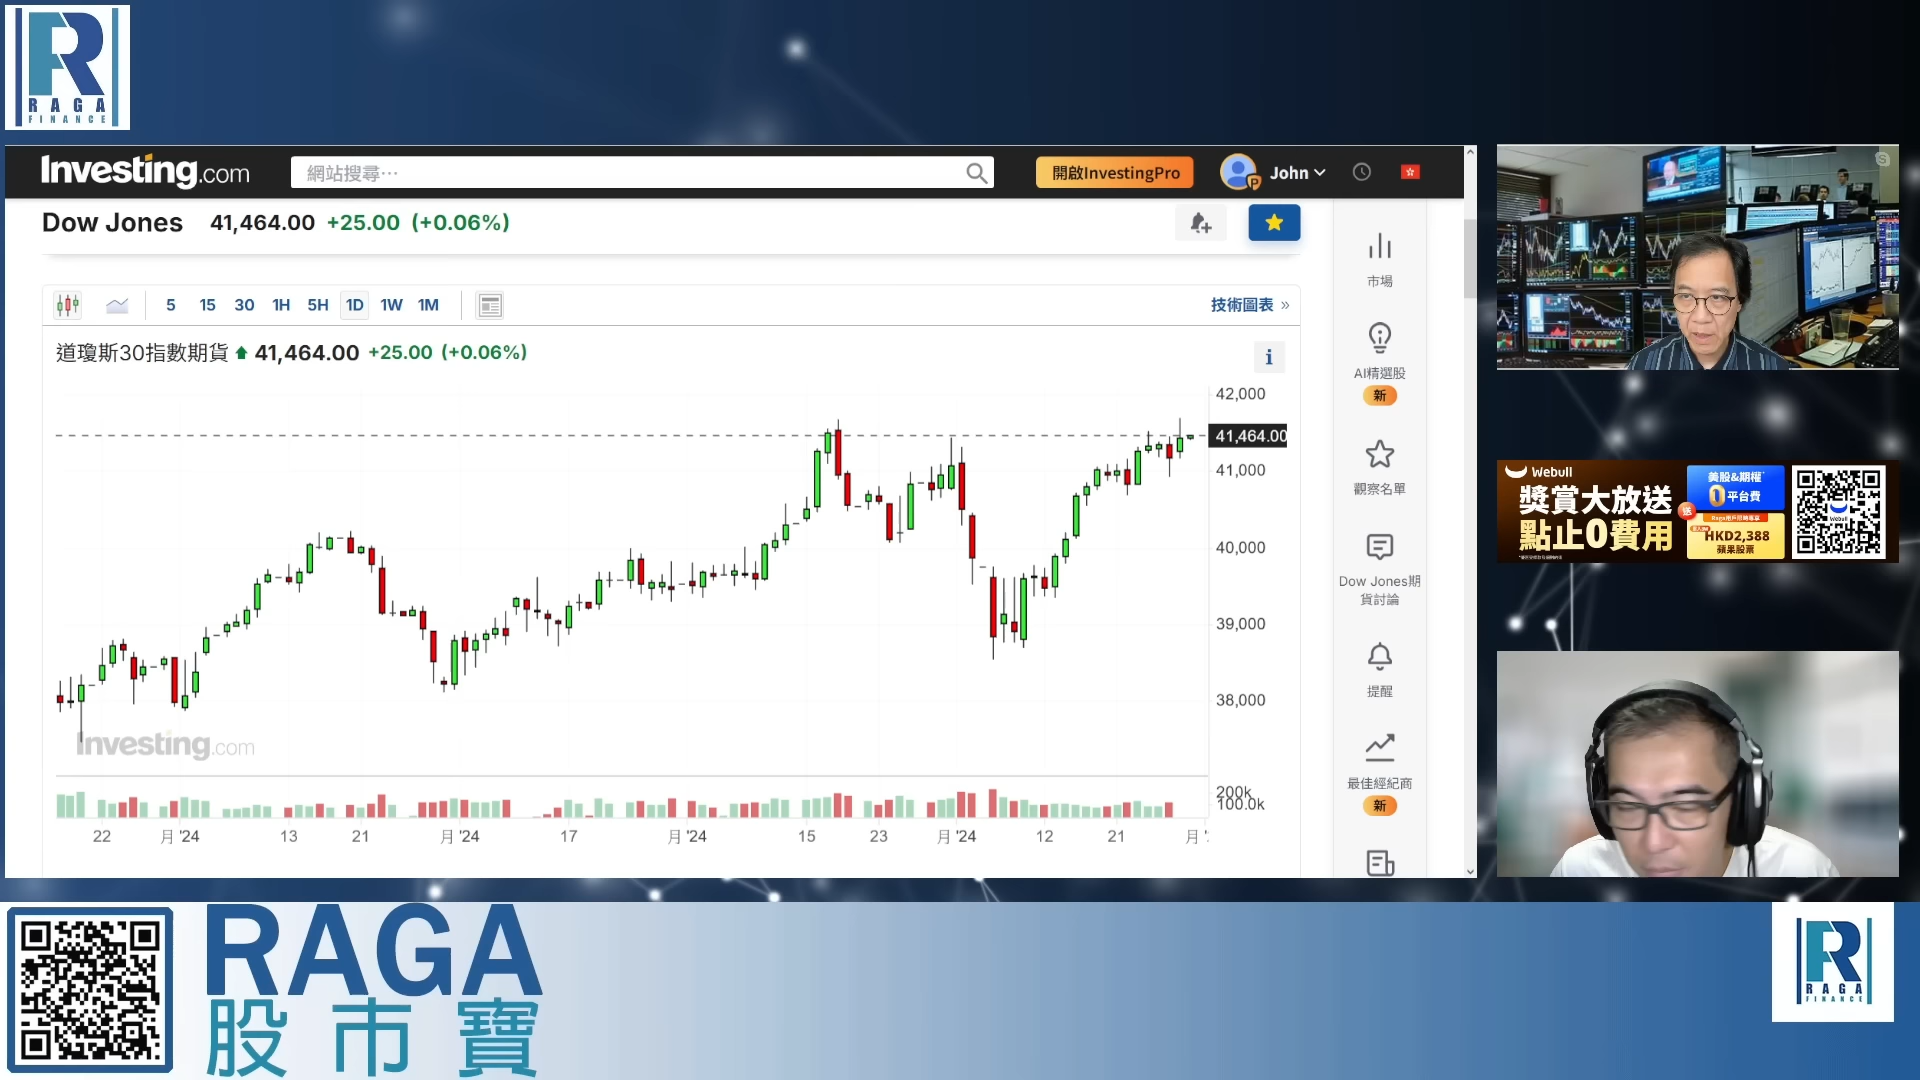 RAGA
FINANCE
Investing.com
網站搜尋…
開啟InvestingPro
P
John
Dow Jones 41,464.00 +25.00 (+0.06%)
5 15 30 1H 5H 1D 1W 1M
技術圖表 »
道瓊斯30指數期貨 41,464.00 +25.00 (+0.06%)
i
42,000
41,464.00
41,000
40,000
39,000
38,000
200k
100.0k
Investing.com
22 月 '24 13 21 月 '24 17 月 '24 15 23 月 '24 12 21 月 '
市場
AI精選股
新
觀察名單
Dow Jones期
貨討論
提醒
最佳經紀商
新
Webull
獎賞大放送
點止0費用
美股&期權
0平台費
送
HKD2,388
蘋果股票
Webull
RAGA
股市寶
RAGA
FINANCE